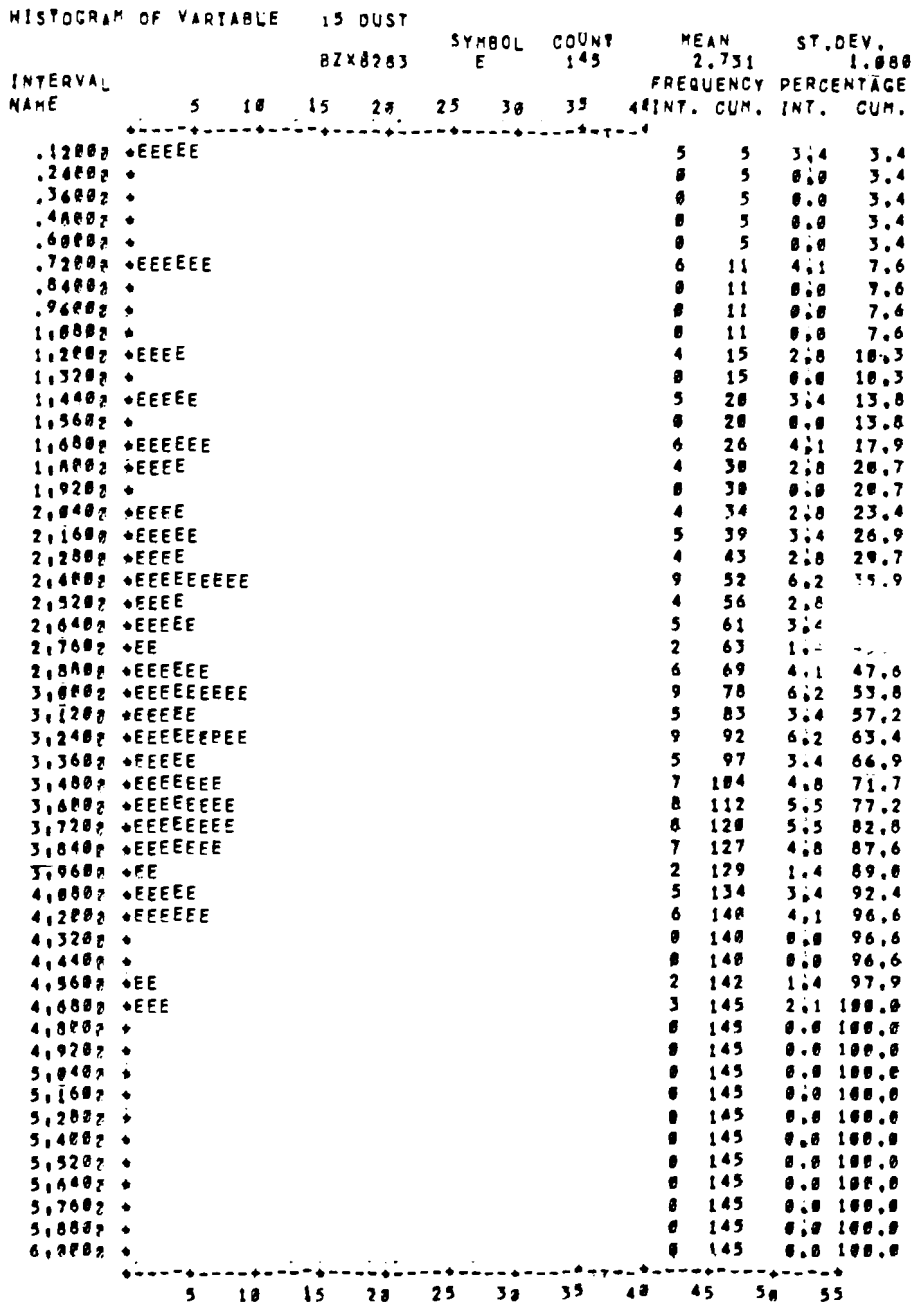 HISTOGRAM OF VARIABLE 15 DUST
SYMBOL COUNT MEAN ST.DEV.
BZX8283 E 145 2.731 1.080
INTERVAL FREQUENCY PERCENTAGE
NAME 5 10 15 20 25 30 35 40 INT. CUM. INT. CUM.
.12000 *EEEEE 5 5 3.4 3.4
.24000 * 0 5 0.0 3.4
.36000 * 0 5 0.0 3.4
.48000 * 0 5 0.0 3.4
.60000 * 0 5 0.0 3.4
.72000 *EEEEEE 6 11 4.1 7.6
.84000 * 0 11 0.0 7.6
.96000 * 0 11 0.0 7.6
1.0800 * 0 11 0.0 7.6
1.2000 *EEEE 4 15 2.8 10.3
1.3200 * 0 15 0.0 10.3
1.4400 *EEEEE 5 20 3.4 13.8
1.5600 * 0 20 0.0 13.8
1.6800 *EEEEEE 6 26 4.1 17.9
1.8000 *EEEE 4 30 2.8 20.7
1.9200 * 0 30 0.0 20.7
2.0400 *EEEE 4 34 2.8 23.4
2.1600 *EEEEE 5 39 3.4 26.9
2.2800 *EEEE 4 43 2.8 29.7
2.4000 *EEEEEEEEE 9 52 6.2 35.9
2.5200 *EEEE 4 56 2.8
2.6400 *EEEEE 5 61 3.4
2.7600 *EE 2 63
2.8800 *EEEEEE 6 69 4.1 47.6
3.0000 *EEEEEEEEE 9 78 6.2 53.8
3.1200 *EEEEE 5 83 3.4 57.2
3.2400 *EEEEEEEEE 9 92 6.2 63.4
3.3600 *EEEEE 5 97 3.4 66.9
3.4800 *EEEEEEE 7 104 4.8 71.7
3.6000 *EEEEEEEE 8 112 5.5 77.2
3.7200 *EEEEEEEE 8 120 5.5 82.8
3.8400 *EEEEEEE 7 127 4.8 87.6
3.9600 *EE 2 129 1.4 89.0
4.0800 *EEEEE 5 134 3.4 92.4
4.2000 *EEEEEE 6 140 4.1 96.6
4.3200 * 0 140 0.0 96.6
4.4400 * 0 140 0.0 96.6
4.5600 *EE 2 142 1.4 97.9
4.6800 *EEE 3 145 2.1 100.0
4.8000 * 0 145 0.0 100.0
4.9200 * 0 145 0.0 100.0
5.0400 * 0 145 0.0 100.0
5.1600 * 0 145 0.0 100.0
5.2800 * 0 145 0.0 100.0
5.4000 * 0 145 0.0 100.0
5.5200 * 0 145 0.0 100.0
5.6400 * 0 145 0.0 100.0
5.7600 * 0 145 0.0 100.0
5.8800 * 0 145 0.0 100.0
6.0000 * 0 145 0.0 100.0
5 10 15 20 25 30 35 40 45 50 55